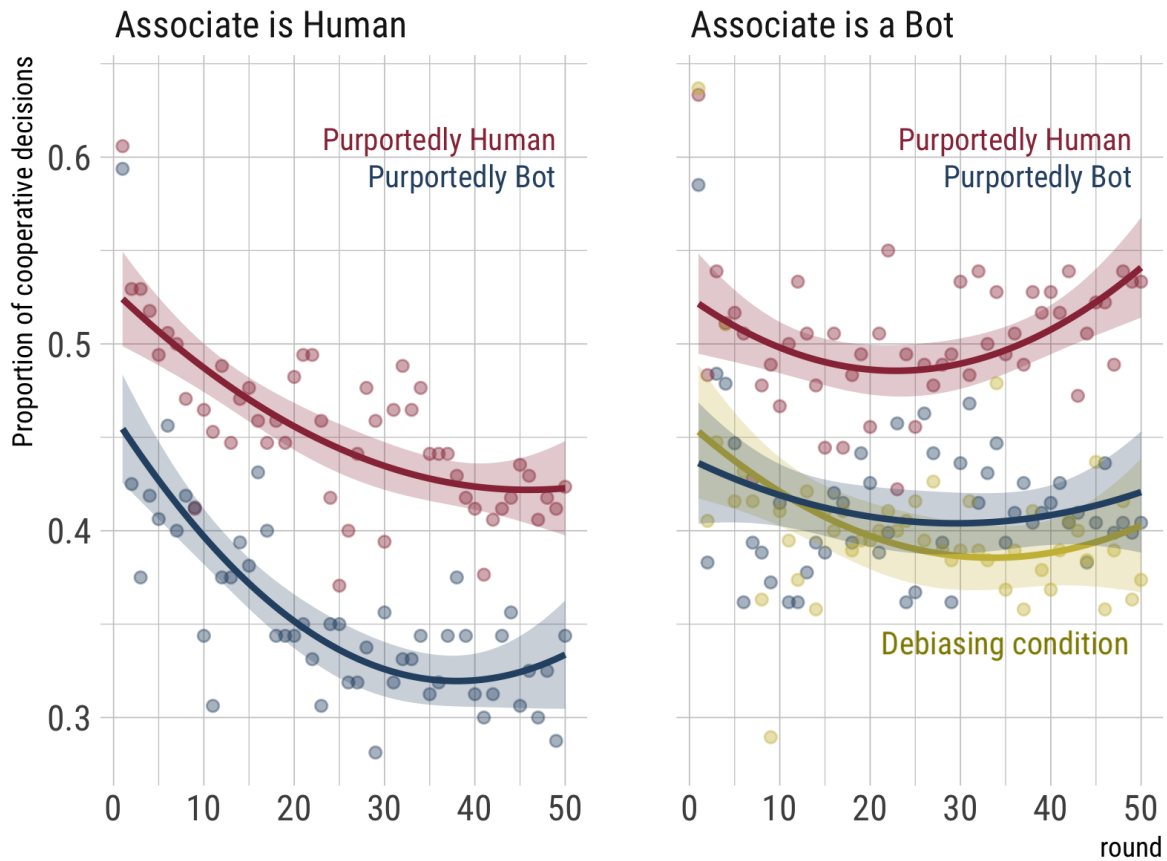 Associate is Human
Associate is a Bot
Proportion of cooperative decisions
0.6
0.5
0.4
0.3
Purportedly Human
Purportedly Bot
0 10 20 30 40 50
Purportedly Human
Purportedly Bot
Debiasing condition
0 10 20 30 40 50
round